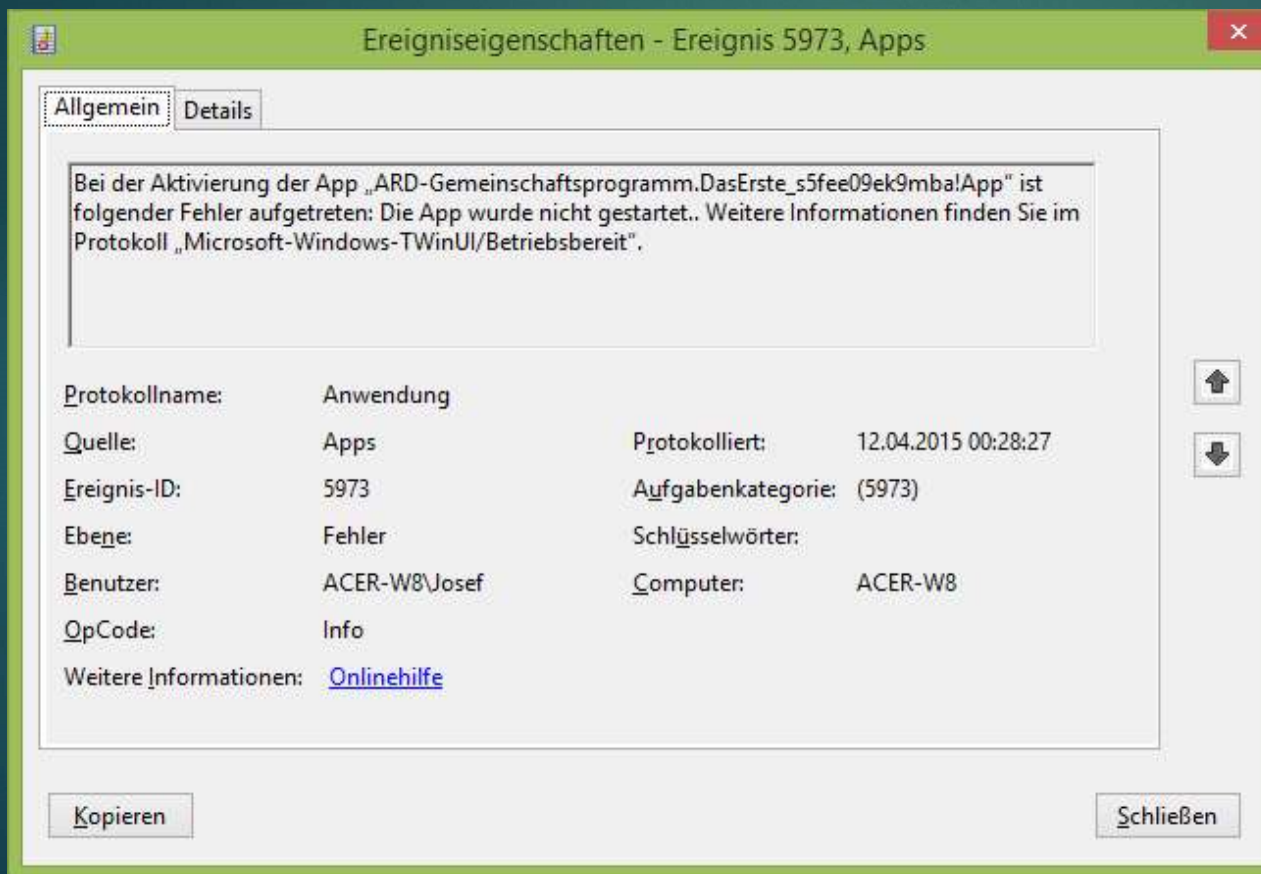 Ereigniseigenschaften - Ereignis 5973, Apps
Allgemein Details
Bei der Aktivierung der App „ARD-Gemeinschaftsprogramm.DasErste_s5fee09ek9mba!App“ ist
folgender Fehler aufgetreten: Die App wurde nicht gestartet.. Weitere Informationen finden Sie im
Protokoll „Microsoft-Windows-TWinUI/Betriebsbereit“.
Protokollname: Anwendung
Quelle: Apps Protokolliert: 12.04.2015 00:28:27
Ereignis-ID: 5973 Aufgabenkategorie: (5973)
Ebene: Fehler Schlüsselwörter:
Benutzer: ACER-W8\Josef Computer: ACER-W8
OpCode: Info
Weitere Informationen: Onlinehilfe
Kopieren Schließen